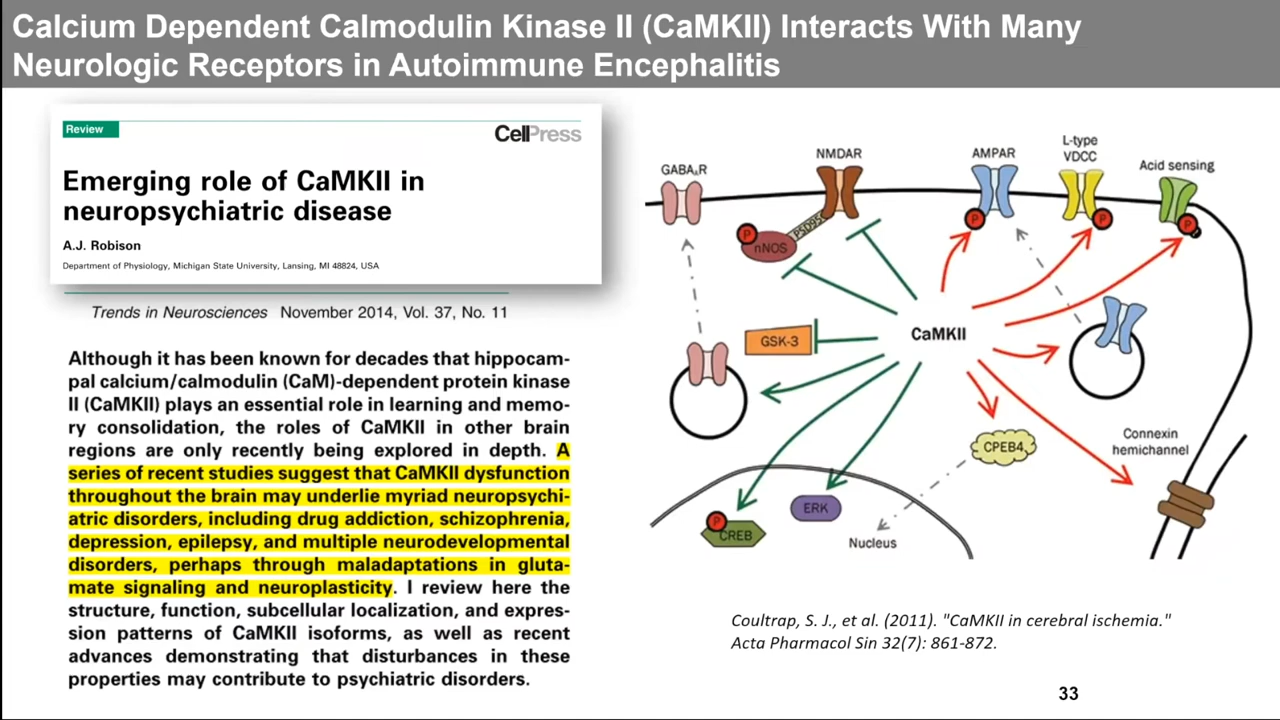 Calcium Dependent Calmodulin Kinase II (CaMKII) Interacts With Many
Neurologic Receptors in Autoimmune Encephalitis
Review
CellPress
Emerging role of CaMKII in
neuropsychiatric disease
A.J. Robison
Department of Physiology, Michigan State University, Lansing, MI 48824, USA
Trends in Neurosciences November 2014, Vol. 37, No. 11
Although it has been known for decades that hippocam-
pal calcium/calmodulin (CaM)-dependent protein kinase
II (CaMKII) plays an essential role in learning and memo-
ry consolidation, the roles of CaMKII in other brain
regions are only recently being explored in depth. A
series of recent studies suggest that CaMKII dysfunction
throughout the brain may underlie myriad neuropsychi-
atric disorders, including drug addiction, schizophrenia,
depression, epilepsy, and multiple neurodevelopmental
disorders, perhaps through maladaptations in gluta-
mate signaling and neuroplasticity. I review here the
structure, function, subcellular localization, and expres-
sion patterns of CaMKII isoforms, as well as recent
advances demonstrating that disturbances in these
properties may contribute to psychiatric disorders.
GABAAR
NMDAR
AMPAR
L-type
VDCC
Acid sensing
P
nNOS
PSD95
P
P
P
GSK-3
CaMKII
CPEB4
Connexin
hemichannel
P
CREB
ERK
Nucleus
Coultrap, S. J., et al. (2011). "CaMKII in cerebral ischemia."
Acta Pharmacol Sin 32(7): 861-872.
33